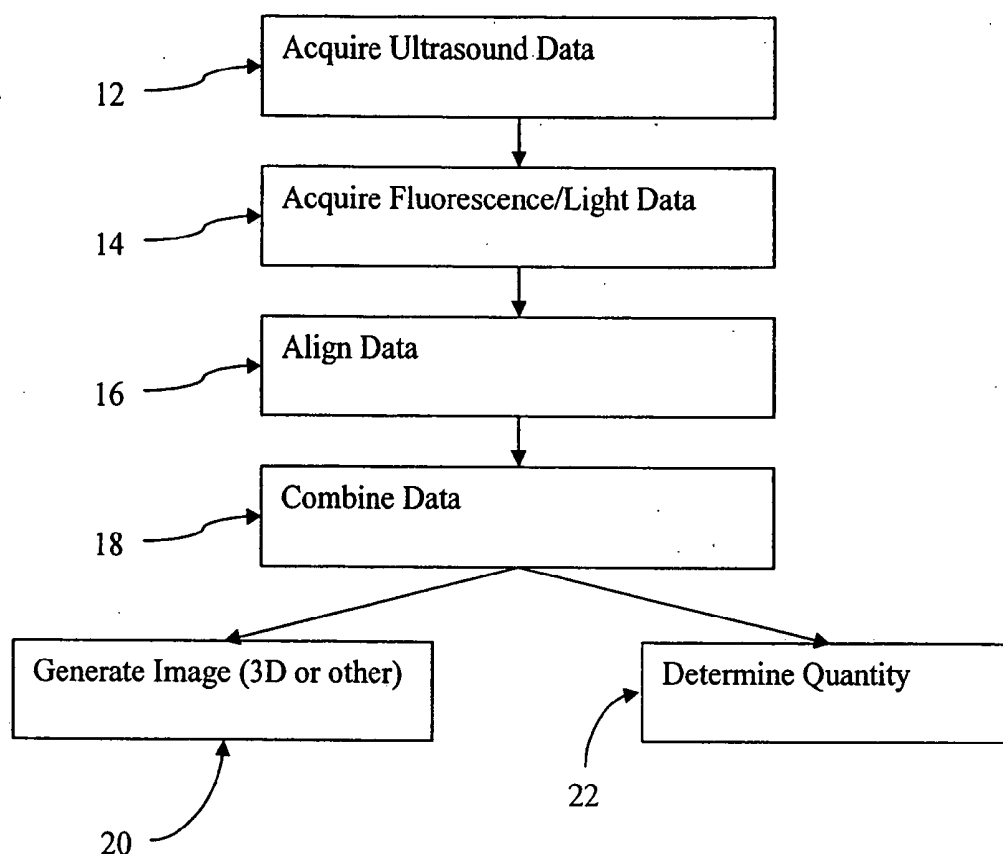 Acquire Ultrasound Data
12
Acquire Fluorescence/Light Data
14
Align Data
16
Combine Data
18
Generate Image (3D or other)
Determine Quantity
22
20